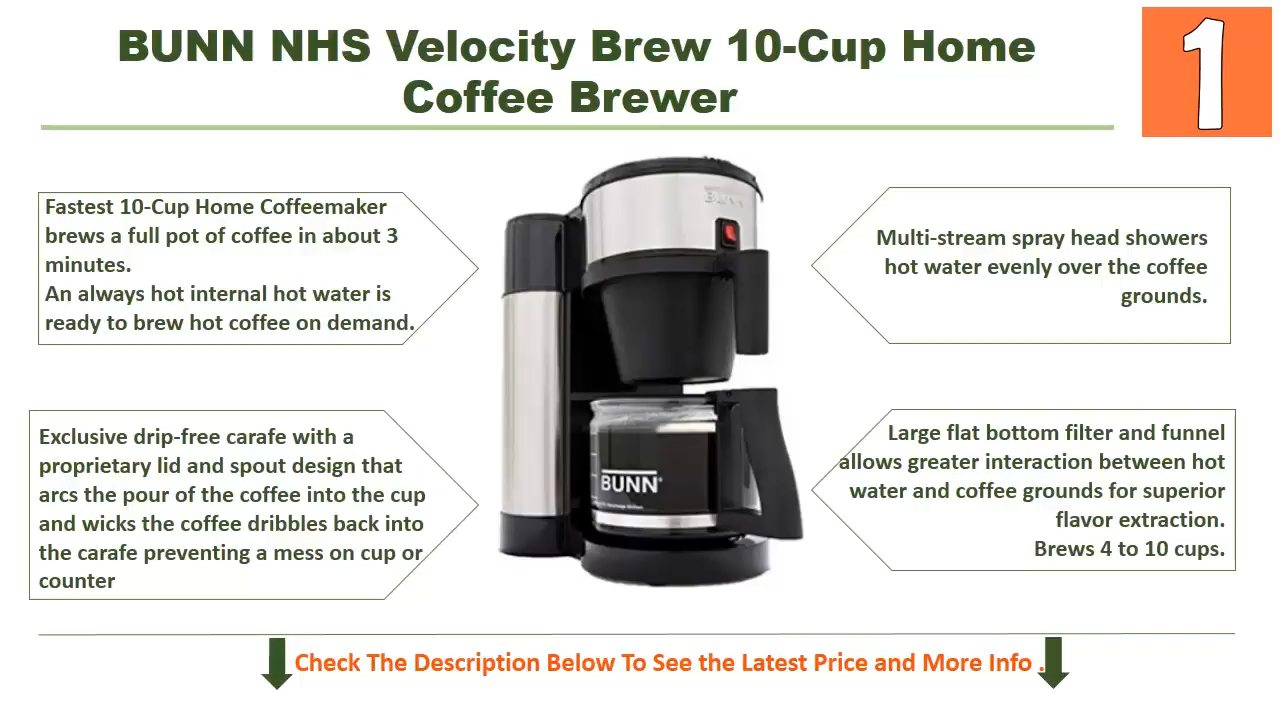 BUNN NHS Velocity Brew 10-Cup Home
Coffee Brewer
1
Fastest 10-Cup Home Coffeemaker
brews a full pot of coffee in about 3
minutes.
An always hot internal hot water is
ready to brew hot coffee on demand.
Multi-stream spray head showers
hot water evenly over the coffee
grounds.
BUNN
BUNN®
Exclusive drip-free carafe with a
proprietary lid and spout design that
arcs the pour of the coffee into the cup
and wicks the coffee dribbles back into
the carafe preventing a mess on cup or
counter
Large flat bottom filter and funnel
allows greater interaction between hot
water and coffee grounds for superior
flavor extraction.
Brews 4 to 10 cups.
Check The Description Below To See the Latest Price and More Info .